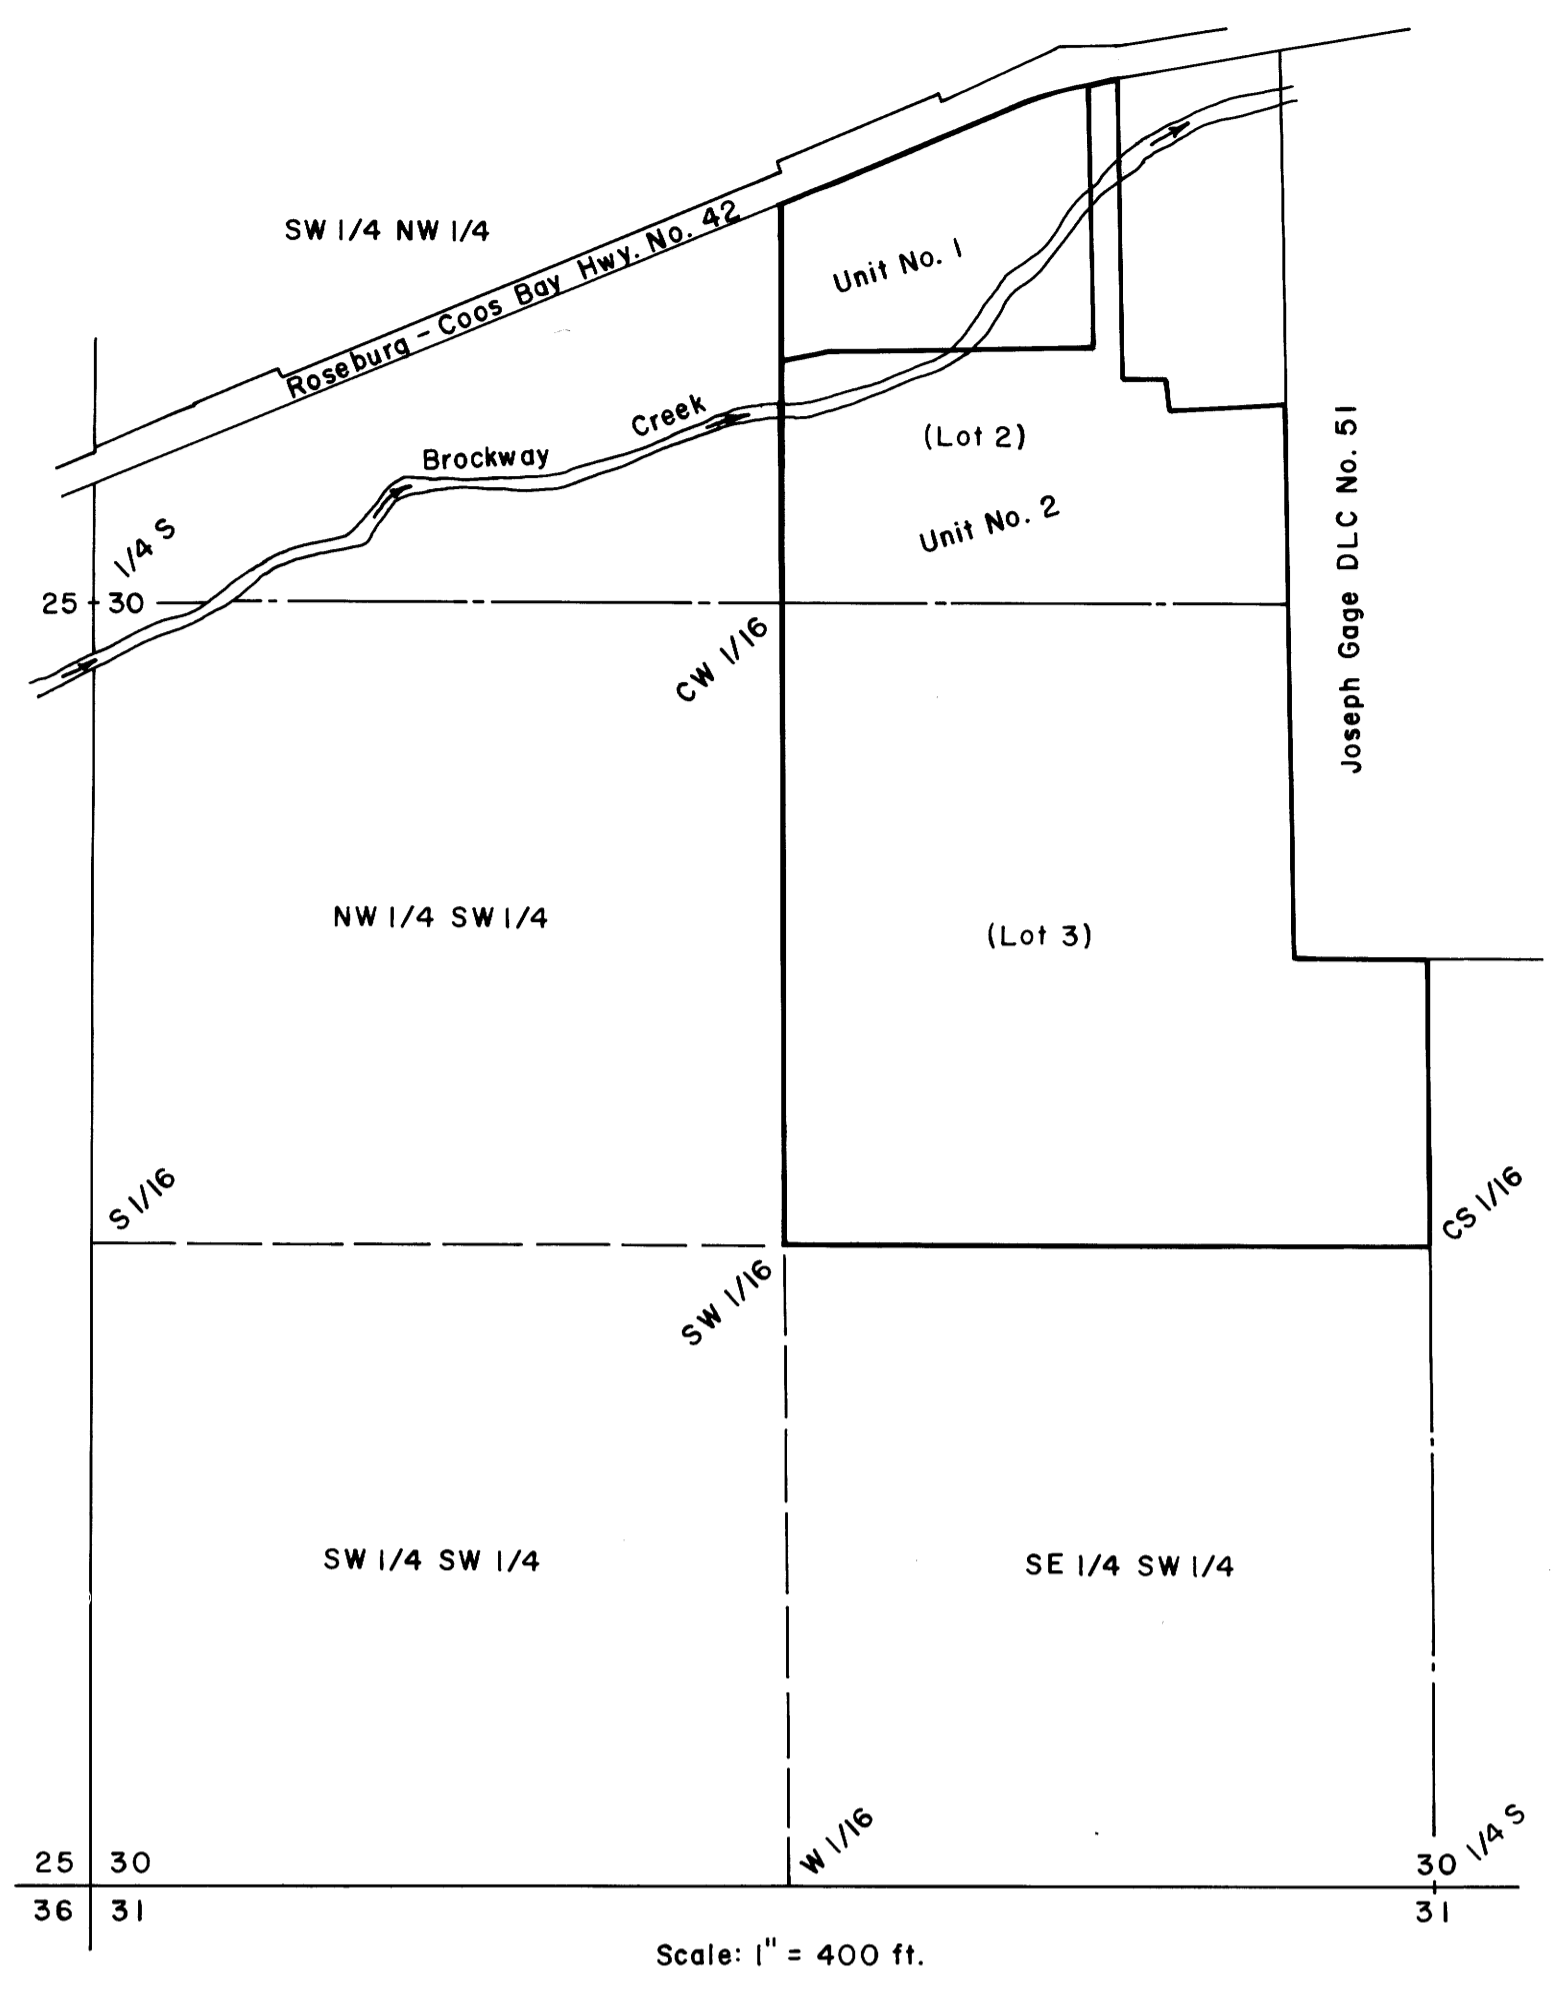 SW 1/4 NW 1/4
Roseburg - Coos Bay Hwy. No. 42
Unit No. 1
Brockway Creek
(Lot 2)
Unit No. 2
1/4 S
25 30
CW 1/16
Joseph Gage DLC No. 51
NW 1/4 SW 1/4
(Lot 3)
S 1/16
CS 1/16
SW 1/16
SW 1/4 SW 1/4
SE 1/4 SW 1/4
W 1/16
1/4 S
25 30
30
36 31
31
Scale: 1" = 400 ft.